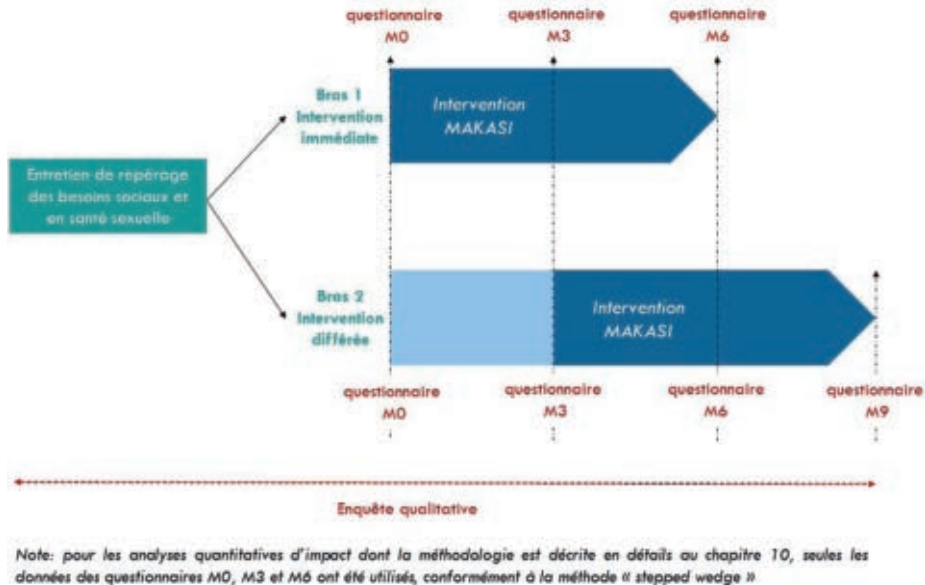 questionnaire
M0
questionnaire
M3
questionnaire
M6
Bras 1
Intervention
immédiate
Intervention
MAKASI
Entretien de repérage
des besoins sociaux et
en santé sexuelle
Bras 2
Intervention
différée
Intervention
MAKASI
questionnaire
M0
questionnaire
M3
questionnaire
M6
questionnaire
M9
Enquête qualitative
Note: pour les analyses quantitatives d'impact dont la méthodologie est décrite en détails au chapitre 10, seules les
données des questionnaires M0, M3 et M6 ont été utilisés, conformément à la méthode « stepped wedge »